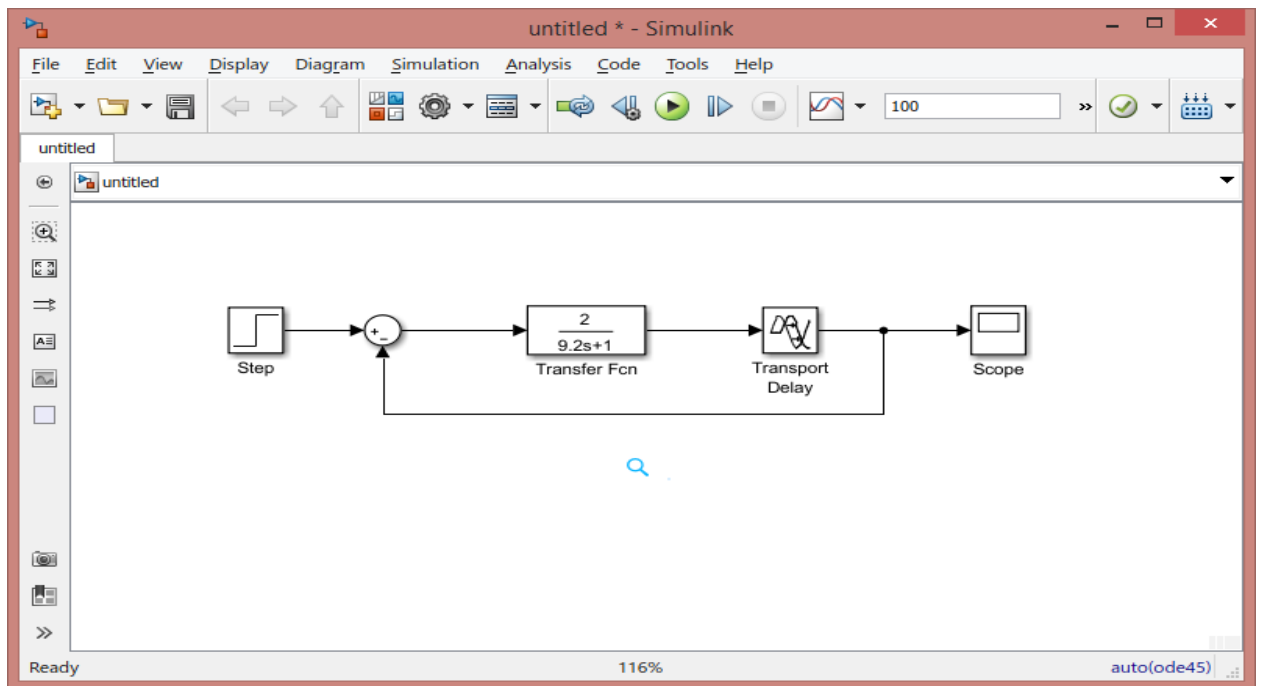 untitled * - Simulink
File Edit View Display Diagram Simulation Analysis Code Tools Help
100
untitled
untitled
+
-
2
9.2s+1
Step
Transfer Fcn
Transport
Delay
Scope
Ready 116% auto(ode45)